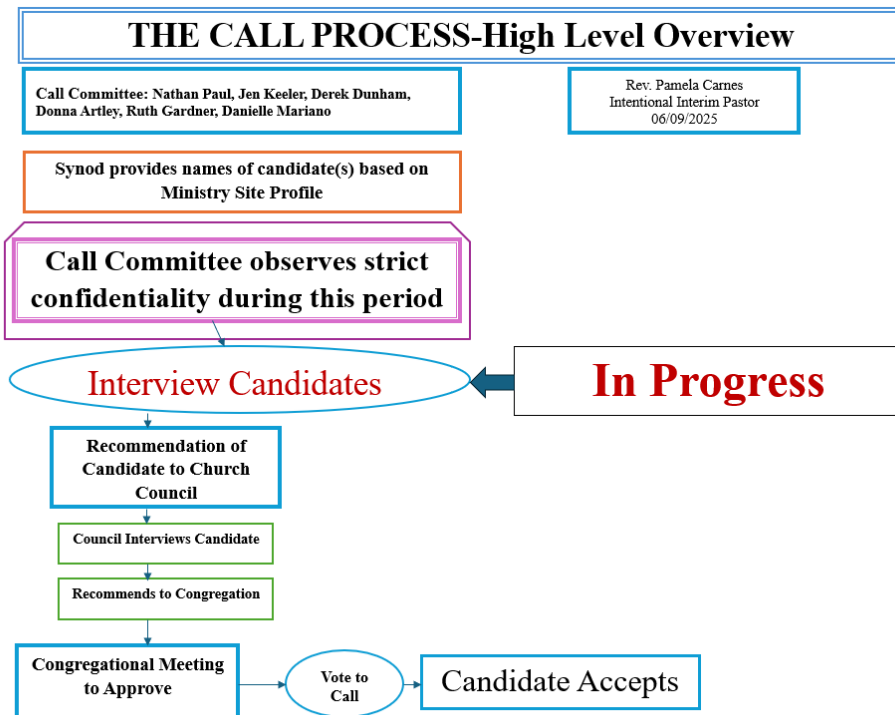 THE CALL PROCESS-High Level Overview
Call Committee: Nathan Paul, Jen Keeler, Derek Dunham,
Donna Artley, Ruth Gardner, Danielle Mariano
Rev. Pamela Carnes
Intentional Interim Pastor
06/09/2025
Synod provides names of candidate(s) based on
Ministry Site Profile
Call Committee observes strict
confidentiality during this period
Interview Candidates
In Progress
Recommendation of
Candidate to Church
Council
Council Interviews Candidate
Recommends to Congregation
Congregational Meeting
to Approve
Vote to
Call
Candidate Accepts